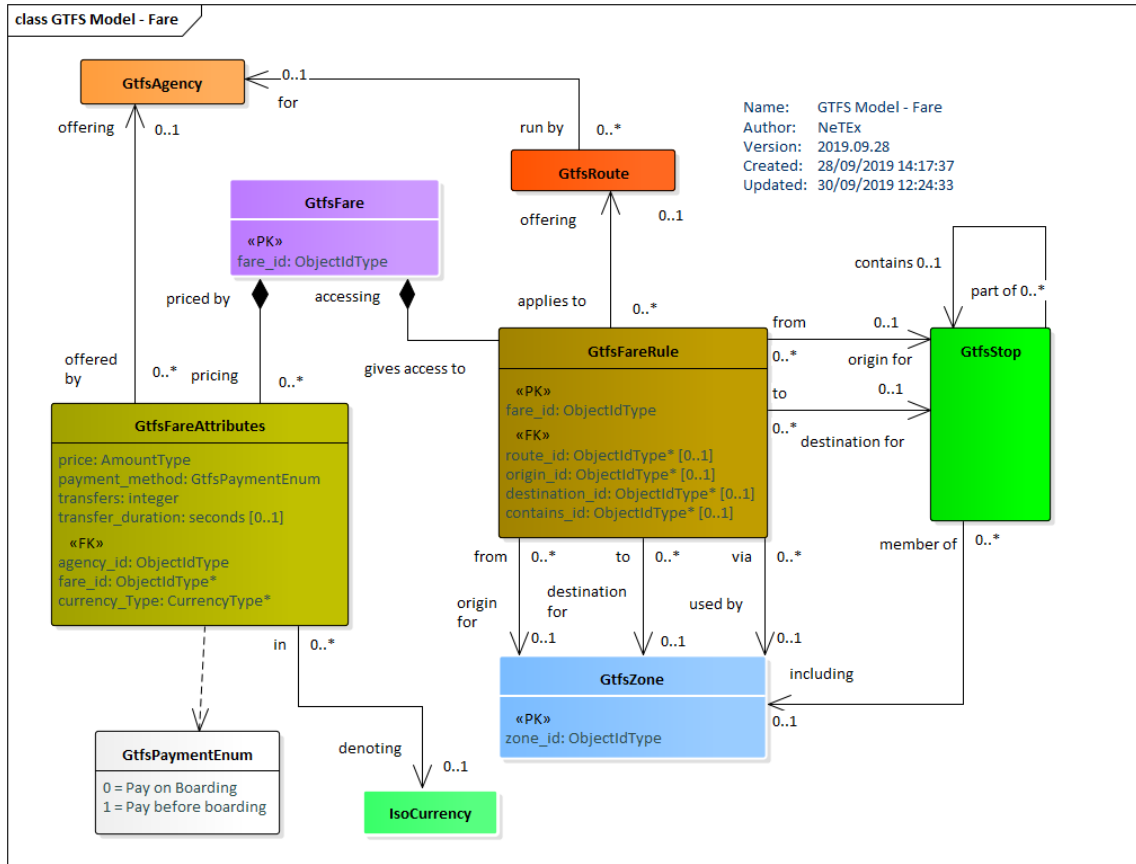 class GTFS Model - Fare
GtfsAgency
0..1
for
offering
0..1
run by
0..*
Name: GTFS Model - Fare
Author: NeTEx
Version: 2019.09.28
Created: 28/09/2019 14:17:37
Updated: 30/09/2019 12:24:33
GtfsRoute
offering
0..1
GtfsFare
«PK»
fare_id: ObjectIdType
priced by
accessing
applies to
0..*
contains 0..1
part of 0..*
offered
by
0..*
pricing
0..*
gives access to
from
0..1
0..*
origin for
to
0..1
0..*
destination for
GtfsStop
GtfsFareRule
«PK»
fare_id: ObjectIdType
«FK»
route_id: ObjectIdType* [0..1]
origin_id: ObjectIdType* [0..1]
destination_id: ObjectIdType* [0..1]
contains_id: ObjectIdType* [0..1]
GtfsFareAttributes
price: AmountType
payment_method: GtfsPaymentEnum
transfers: integer
transfer_duration: seconds [0..1]
«FK»
agency_id: ObjectIdType
fare_id: ObjectIdType*
currency_Type: CurrencyType*
from
0..*
to
0..*
via
0..*
member of
0..*
origin
for
0..1
destination
for
0..1
used by
0..1
including
0..1
in
0..*
GtfsZone
«PK»
zone_id: ObjectIdType
GtfsPaymentEnum
0 = Pay on Boarding
1 = Pay before boarding
denoting
0..1
IsoCurrency